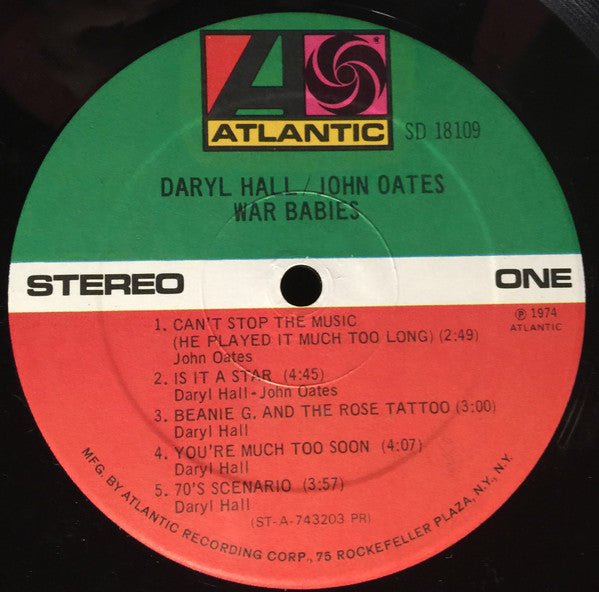 ATLANTIC
SD 18109
DARYL HALL / JOHN OATES
WAR BABIES
STEREO
ONE
℗ 1974
ATLANTIC
1. CAN'T STOP THE MUSIC
(HE PLAYED IT MUCH TOO LONG) (2:49)
John Oates
2. IS IT A STAR (4:45)
Daryl Hall-John Oates
3. BEANIE G. AND THE ROSE TATTOO (3:00)
Daryl Hall
4. YOU'RE MUCH TOO SOON (4:07)
Daryl Hall
5. 70'S SCENARIO (3:57)
Daryl Hall
(ST-A-743203 PR)
MFG. BY ATLANTIC RECORDING CORP., 75 ROCKEFELLER PLAZA, N.Y., N.Y.